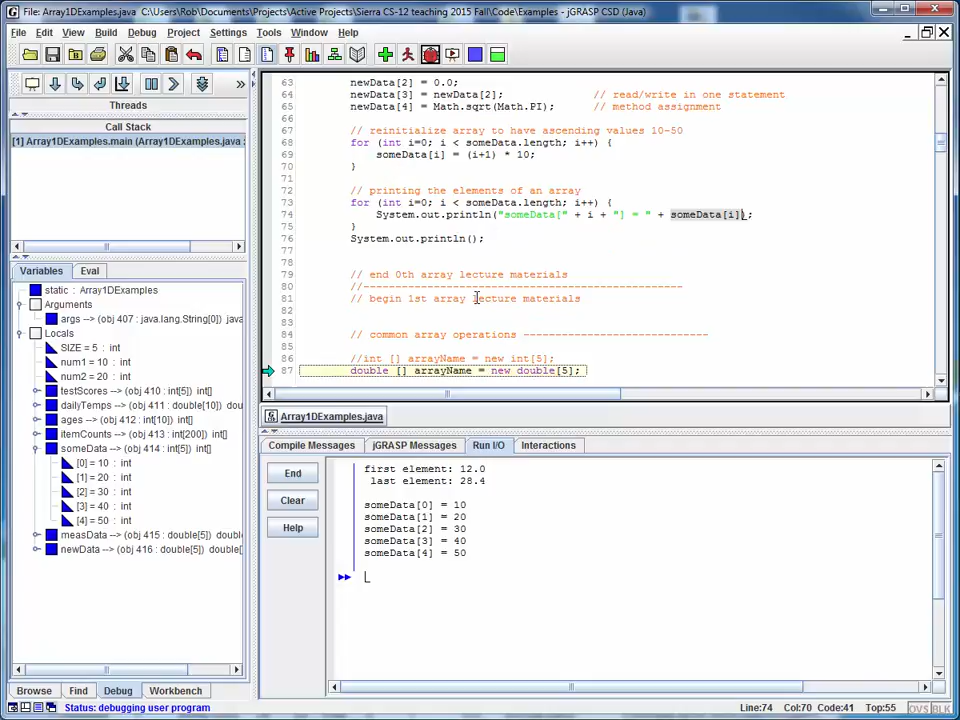 File: Array1DExamples.java  C:\Users\Rob\Documents\Projects\Active Projects\Sierra CS-12 teaching 2015 Fall\Code\Examples - jGRASP CSD (Java)
File Edit View Build Debug Project Settings Tools Window Help
Threads
Call Stack
[1] Array1DExamples.main (Array1DExamples.java :
Variables Eval
static : Array1DExamples
Arguments
args --> (obj 407 : java.lang.String[0]) java
Locals
SIZE = 5 : int
num1 = 10 : int
num2 = 20 : int
testScores --> (obj 410 : int[5]) int[]
dailyTemps --> (obj 411 : double[10]) dou
ages --> (obj 412 : int[10]) int[]
itemCounts --> (obj 413 : int[200]) int[]
someData --> (obj 414 : int[5]) int[]
[0] = 10 : int
[1] = 20 : int
[2] = 30 : int
[3] = 40 : int
[4] = 50 : int
measData --> (obj 415 : double[5]) doubl
newData --> (obj 416 : double[5]) double
Browse Find Debug Workbench
63 newData[2] = 0.0;
64 newData[3] = newData[2]; // read/write in one statement
65 newData[4] = Math.sqrt(Math.PI); // method assignment
66
67 // reinitialize array to have ascending values 10-50
68 for (int i=0; i < someData.length; i++) {
69 someData[i] = (i+1) * 10;
70 }
71
72 // printing the elements of an array
73 for (int i=0; i < someData.length; i++) {
74 System.out.println("someData[" + i + "] = " + someData[i]);
75 }
76 System.out.println();
77
78
79 // end 0th array lecture materials
80 //--------------------------------------------------
81 // begin 1st array lecture materials
82
83
84 // common array operations -----------------------------
85
86 //int [] arrayName = new int[5];
87 double [] arrayName = new double[5];
Array1DExamples.java
Compile Messages jGRASP Messages Run I/O Interactions
End
Clear
Help
first element: 12.0
last element: 28.4
someData[0] = 10
someData[1] = 20
someData[2] = 30
someData[3] = 40
someData[4] = 50
Status: debugging user program
Line:74 Col:70 Code:41 Top:55 OVS BLK